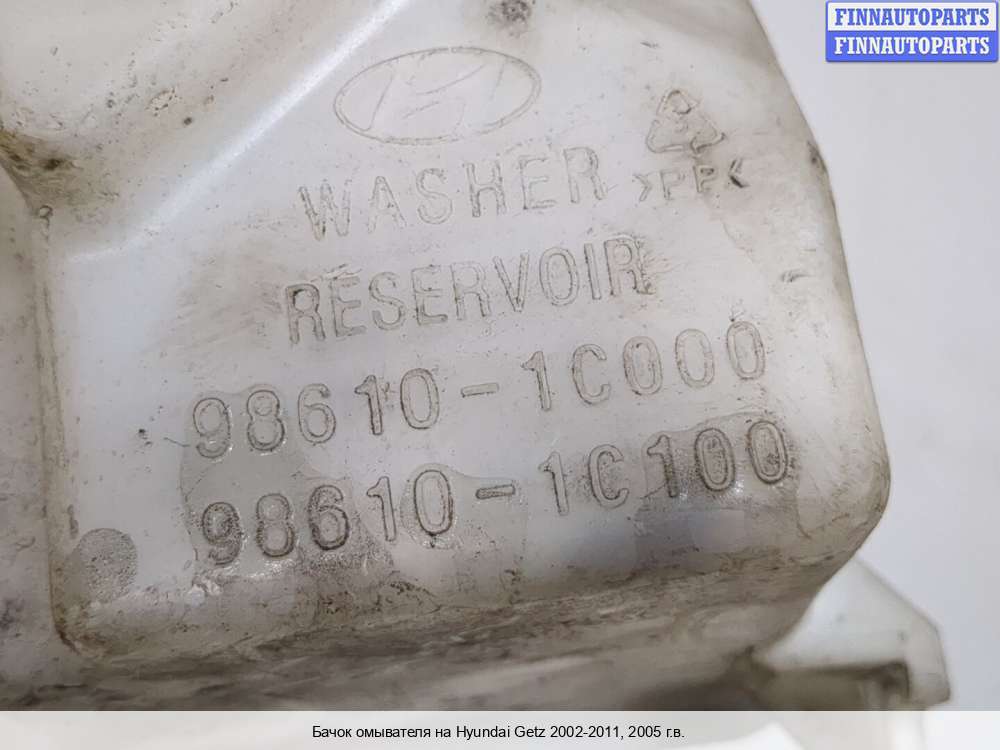 FINNAUTOPARTS
FINNAUTOPARTS
WASHER
>PP<
RESERVOIR
98610-1C000
98610-1C100
Бачок омывателя на Hyundai Getz 2002-2011, 2005 г.в.